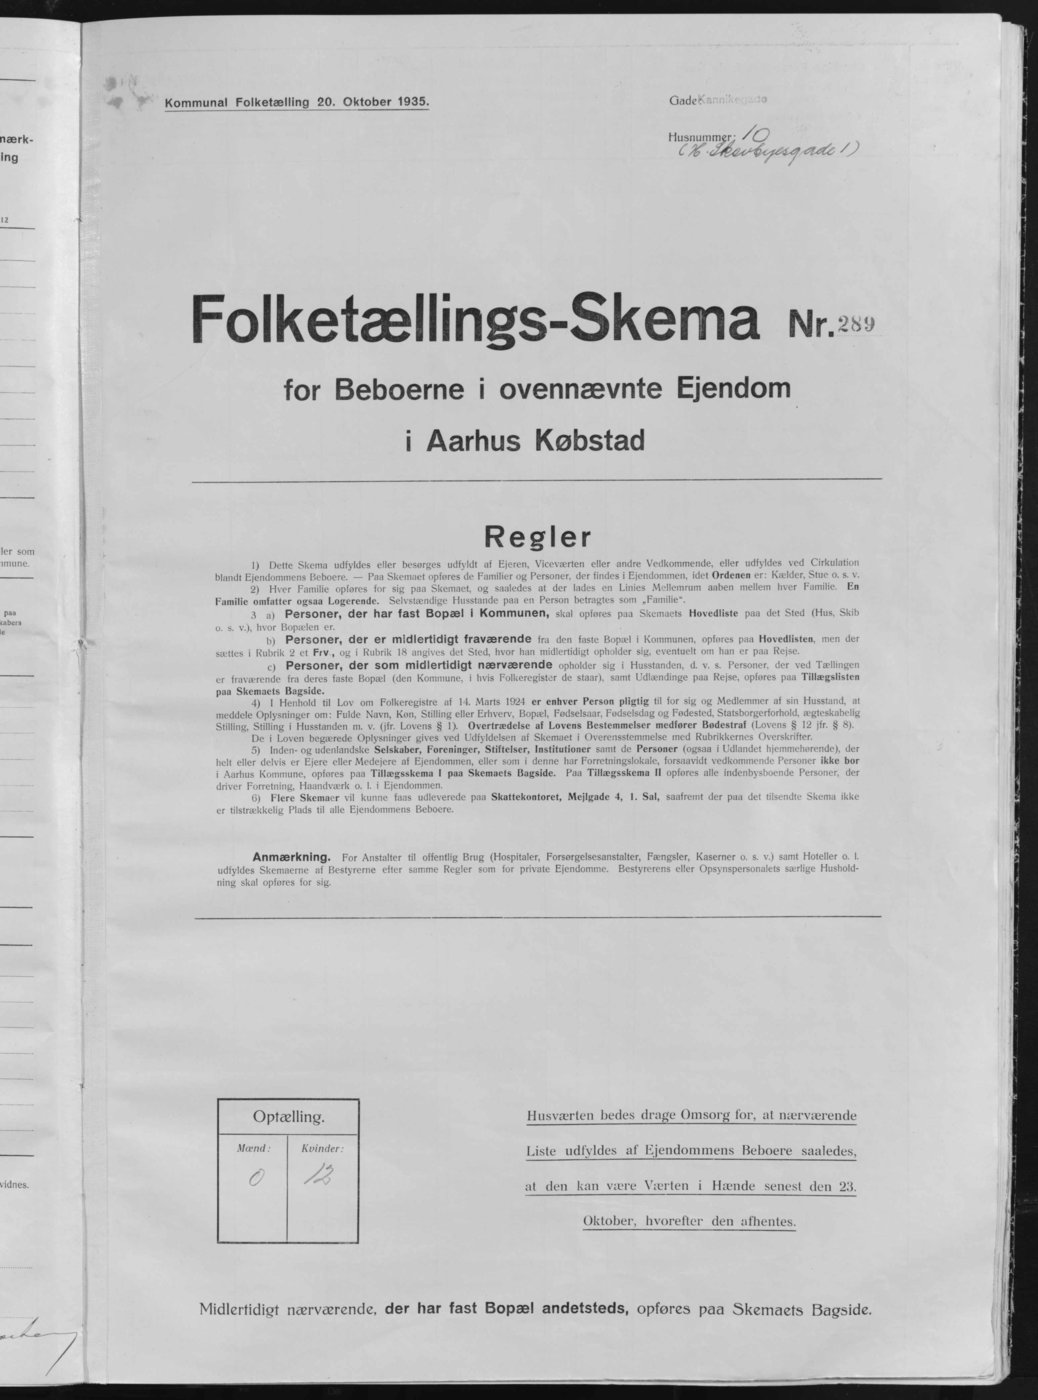 Kommunal Folketælling 20. Oktober 1935.
Gade Kannikegade
Husnummer: 10
(H. Skovbyesgade 1)
Folketællings-Skema Nr. 289
for Beboerne i ovennævnte Ejendom
i Aarhus Købstad
Regler
1) Dette Skema udfyldes eller besørges udfyldt af Ejeren, Viceværten eller andre Vedkommende, eller udfyldes ved Cirkulation
blandt Ejendommens Beboere. — Paa Skemaet opføres de Familier og Personer, der findes i Ejendommen, idet Ordenen er: Kælder, Stue o. s. v.
2) Hver Familie opføres for sig paa Skemaet, og saaledes at der lades en Linies Mellemrum aaben mellem hver Familie. En
Familie omfatter ogsaa Logerende. Selvstændige Husstande paa en Person betragtes som „Familie“.
3 a) Personer, der har fast Bopæl i Kommunen, skal opføres paa Skemaets Hovedliste paa det Sted (Hus, Skib
o. s. v.), hvor Bopælen er.
b) Personer, der er midlertidigt fraværende fra den faste Bopæl i Kommunen, opføres paa Hovedlisten, men der
sættes i Rubrik 2 et Frv., og i Rubrik 18 angives det Sted, hvor han midlertidigt opholder sig, eventuelt om han er paa Rejse.
c) Personer, der som midlertidigt nærværende opholder sig i Husstanden, d. v. s. Personer, der ved Tællingen
er fraværende fra deres faste Bopæl (den Kommune, i hvis Folkeregister de staar), samt Udlændinge paa Rejse, opføres paa Tillægslisten
paa Skemaets Bagside.
4) I Henhold til Lov om Folkeregistre af 14. Marts 1924 er enhver Person pligtig til for sig og Medlemmer af sin Husstand, at
meddele Oplysninger om: Fulde Navn, Køn, Stilling eller Erhverv, Bopæl, Fødselsaar, Fødselsdag og Fødested, Statsborgerforhold, ægteskabelig
Stilling, Stilling i Husstanden m. v. (jfr. Lovens § 1). Overtrædelse af Lovens Bestemmelser medfører Bødestraf (Lovens § 12 jfr. § 8).
De i Loven begærede Oplysninger gives ved Udfyldelsen af Skemaet i Overensstemmelse med Rubrikkernes Overskrifter.
5) Inden- og udenlandske Selskaber, Foreninger, Stiftelser, Institutioner samt de Personer (ogsaa i Udlandet hjemmehørende), der
helt eller delvis er Ejere eller Medejere af Ejendommen, eller som i denne har Forretningslokale, forsaavidt vedkommende Personer ikke bor
i Aarhus Kommune, opføres paa Tillægsskema I paa Skemaets Bagside. Paa Tillægsskema II opføres alle indenbysboende Personer, der
driver Forretning, Haandværk o. l. i Ejendommen.
6) Flere Skemaer vil kunne faas udleverede paa Skattekontoret, Mejlgade 4, 1. Sal, saafremt der paa det tilsendte Skema ikke
er tilstrækkelig Plads til alle Ejendommens Beboere.
Anmærkning. For Anstalter til offentlig Brug (Hospitaler, Forsørgelsesanstalter, Fængsler, Kaserner o. s. v.) samt Hoteller o. l.
udfyldes Skemaerne af Bestyrerne efter samme Regler som for private Ejendomme. Bestyrerens eller Opsynspersonalets særlige Hushold-
ning skal opføres for sig.
Optælling.
Mænd: Kvinder:
0 12
Husværten bedes drage Omsorg for, at nærværende
Liste udfyldes af Ejendommens Beboere saaledes,
at den kan være Værten i Hænde senest den 23.
Oktober, hvorefter den afhentes.
Midlertidigt nærværende, der har fast Bopæl andetsteds, opføres paa Skemaets Bagside.